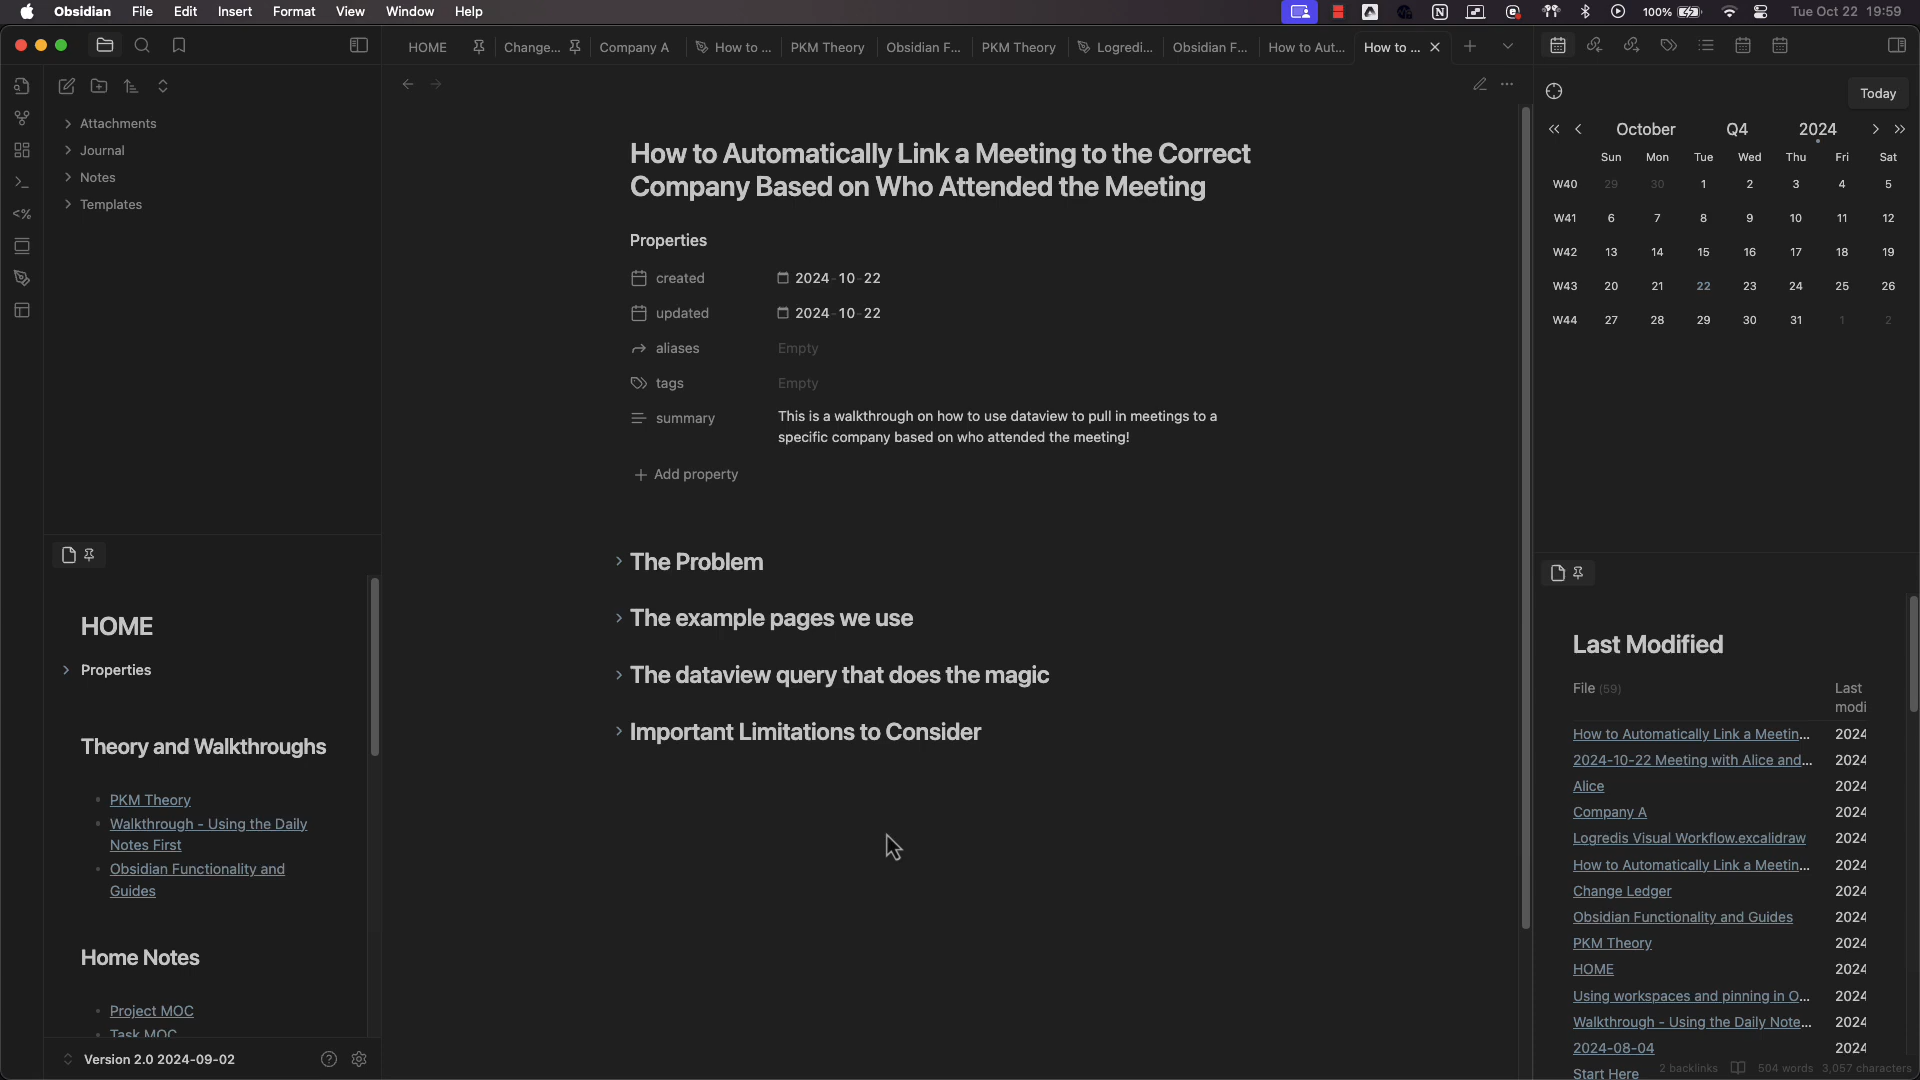 Obsidian File Edit Insert Format View Window Help
100% Tue Oct 22 19:59
HOME Change... Company A How to ... PKM Theory Obsidian F... PKM Theory Logredi... Obsidian F... How to Aut... How to ...
Attachments
Journal
Notes
Templates
HOME
Properties
Theory and Walkthroughs
PKM Theory
Walkthrough - Using the Daily
Notes First
Obsidian Functionality and
Guides
Home Notes
Project MOC
Task MOC
Version 2.0 2024-09-02
How to Automatically Link a Meeting to the Correct
Company Based on Who Attended the Meeting
Properties
created 2024-10-22
updated 2024-10-22
aliases Empty
tags Empty
summary This is a walkthrough on how to use dataview to pull in meetings to a
specific company based on who attended the meeting!
Add property
The Problem
The example pages we use
The dataview query that does the magic
Important Limitations to Consider
Today
October Q4 2024
Sun Mon Tue Wed Thu Fri Sat
W40 29 30 1 2 3 4 5
W41 6 7 8 9 10 11 12
W42 13 14 15 16 17 18 19
W43 20 21 22 23 24 25 26
W44 27 28 29 30 31 1 2
Last Modified
File (59) Last
modi
How to Automatically Link a Meetin... 2024
2024-10-22 Meeting with Alice and... 2024
Alice 2024
Company A 2024
Logredis Visual Workflow.excalidraw 2024
How to Automatically Link a Meetin... 2024
Change Ledger 2024
Obsidian Functionality and Guides 2024
PKM Theory 2024
HOME 2024
Using workspaces and pinning in O... 2024
Walkthrough - Using the Daily Note... 2024
2024-08-04 2024
Start Here
2 backlinks 504 words 3,057 characters